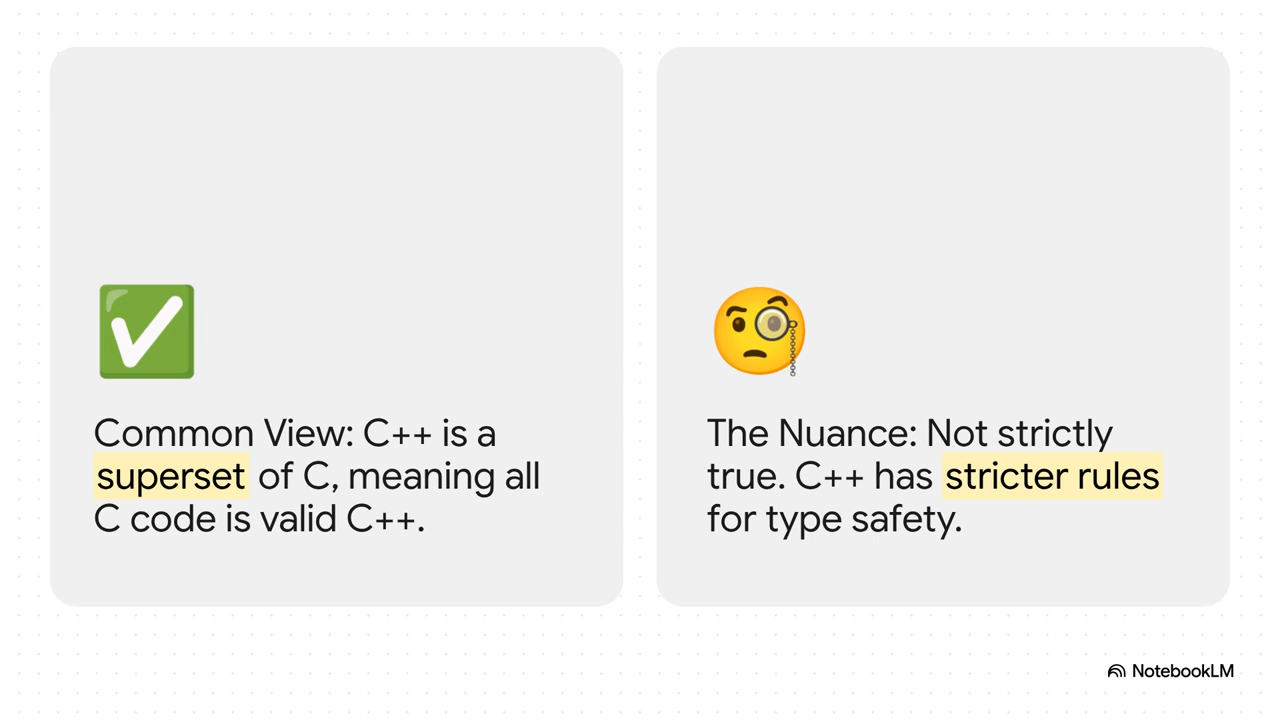 Common View: C++ is a
superset of C, meaning all
C code is valid C++.
The Nuance: Not strictly
true. C++ has stricter rules
for type safety.
NotebookLM